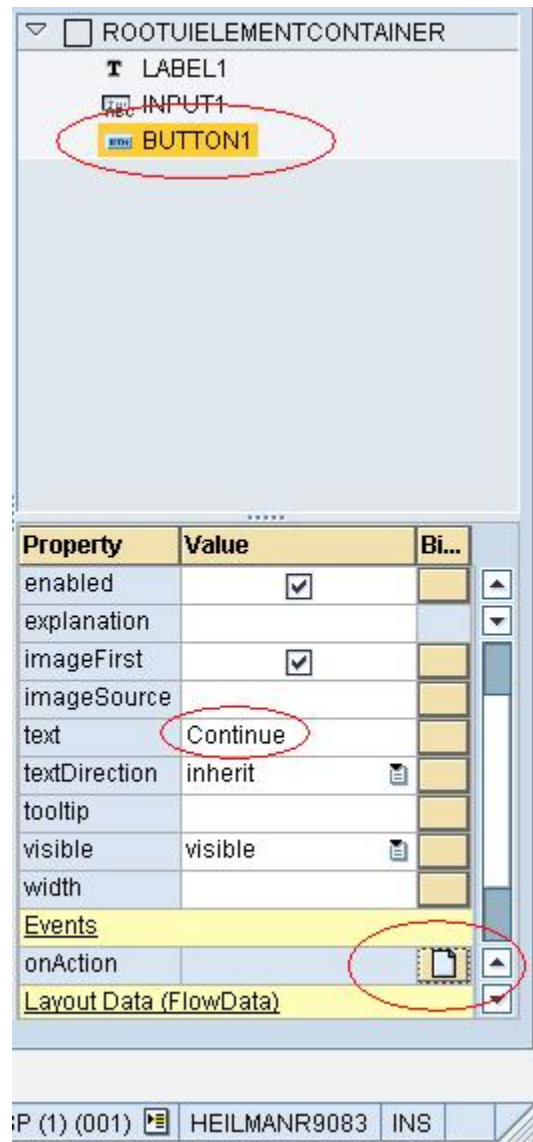 ROOTUIELEMENTCONTAINER
T LABEL1
ABC INPUT1
BUTTON1
Property Value Bi...
enabled
explanation
imageFirst
imageSource
text Continue
textDirection inherit
tooltip
visible visible
width
Events
onAction
Layout Data (FlowData)
P (1) (001) HEILMANR9083 INS